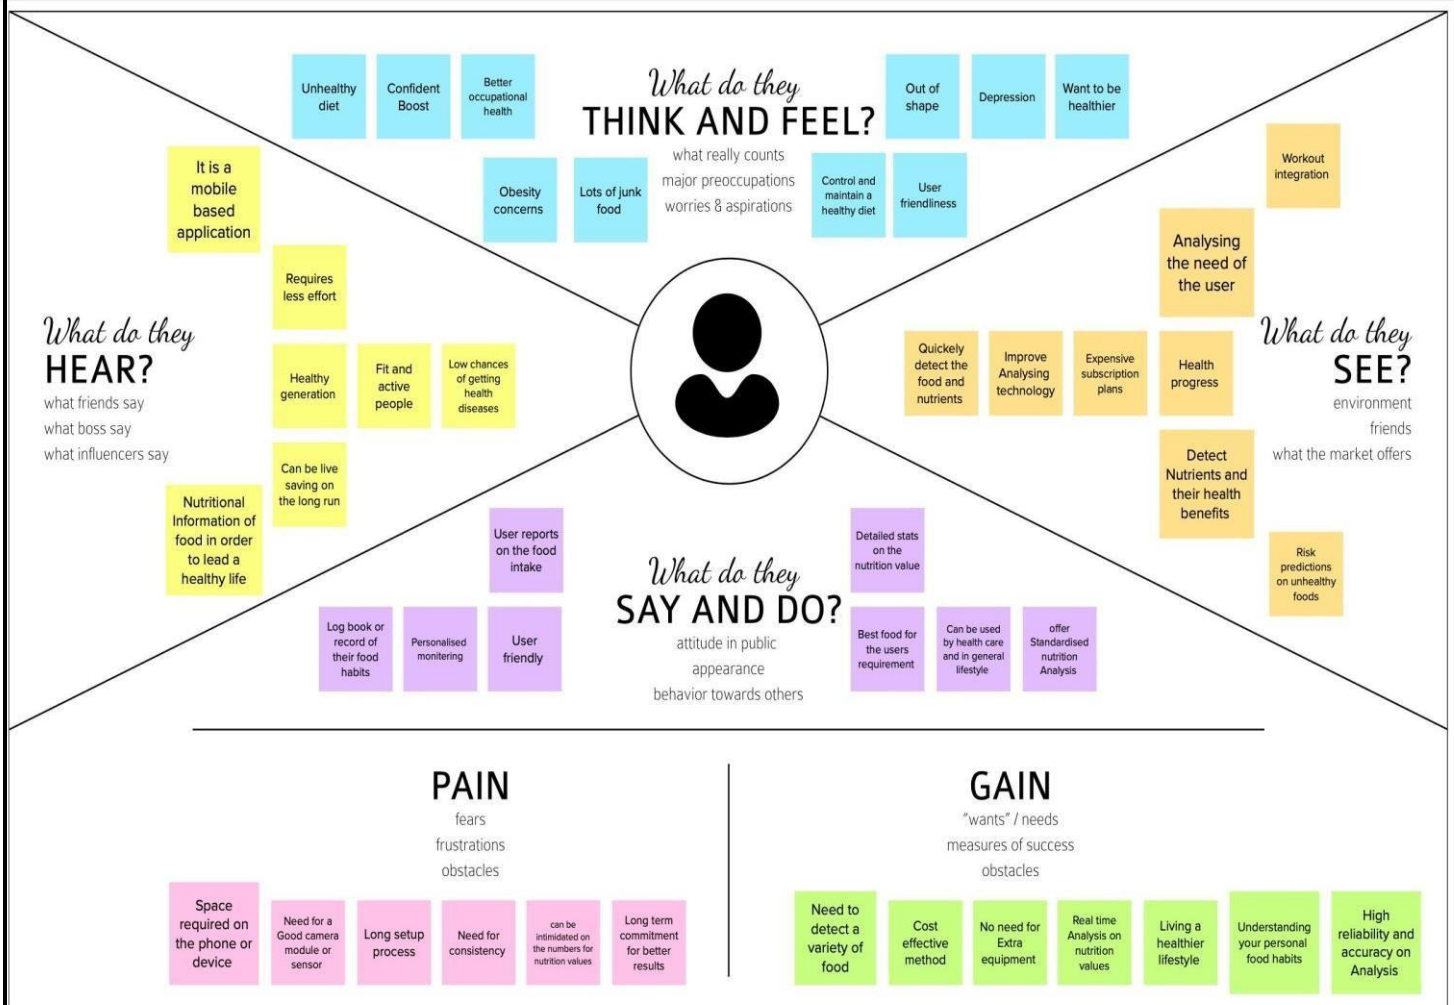 What do they
THINK AND FEEL?
what really counts
major preoccupations
worries & aspirations
Unhealthy
diet
Confident
Boost
Better
occupational
health
Obesity
concerns
Lots of junk
food
Out of
shape
Depression
Want to be
healthier
Control and
maintain a
healthy diet
User
friendliness
What do they
HEAR?
what friends say
what boss say
what influencers say
It is a
mobile
based
application
Requires
less effort
Healthy
generation
Fit and
active
people
Low chances
of getting
health
diseases
Can be live
saving on
the long run
Nutritional
Information of
food in order
to lead a
healthy life
What do they
SEE?
environment
friends
what the market offers
Workout
integration
Analysing
the need of
the user
Quickely
detect the
food and
nutrients
Improve
Analysing
technology
Expensive
subscription
plans
Health
progress
Detect
Nutrients and
their health
benefits
Risk
predictions
on unhealthy
foods
What do they
SAY AND DO?
attitude in public
appearance
behavior towards others
User reports
on the food
intake
Log book or
record of
their food
habits
Personalised
monitering
User
friendly
Detailed stats
on the
nutrition value
Best food for
the users
requirement
Can be used
by health care
and in general
lifestyle
offer
Standardised
nutrition
Analysis
PAIN
fears
frustrations
obstacles
Space
required on
the phone or
device
Need for a
Good camera
module or
sensor
Long setup
process
Need for
consistency
can be
intimidated on
the numbers for
nutrition values
Long term
commitment
for better
results
GAIN
"wants" / needs
measures of success
obstacles
Need to
detect a
variety of
food
Cost
effective
method
No need for
Extra
equipment
Real time
Analysis on
nutrition
values
Living a
healthier
lifestyle
Understanding
your personal
food habits
High
reliability and
accuracy on
Analysis